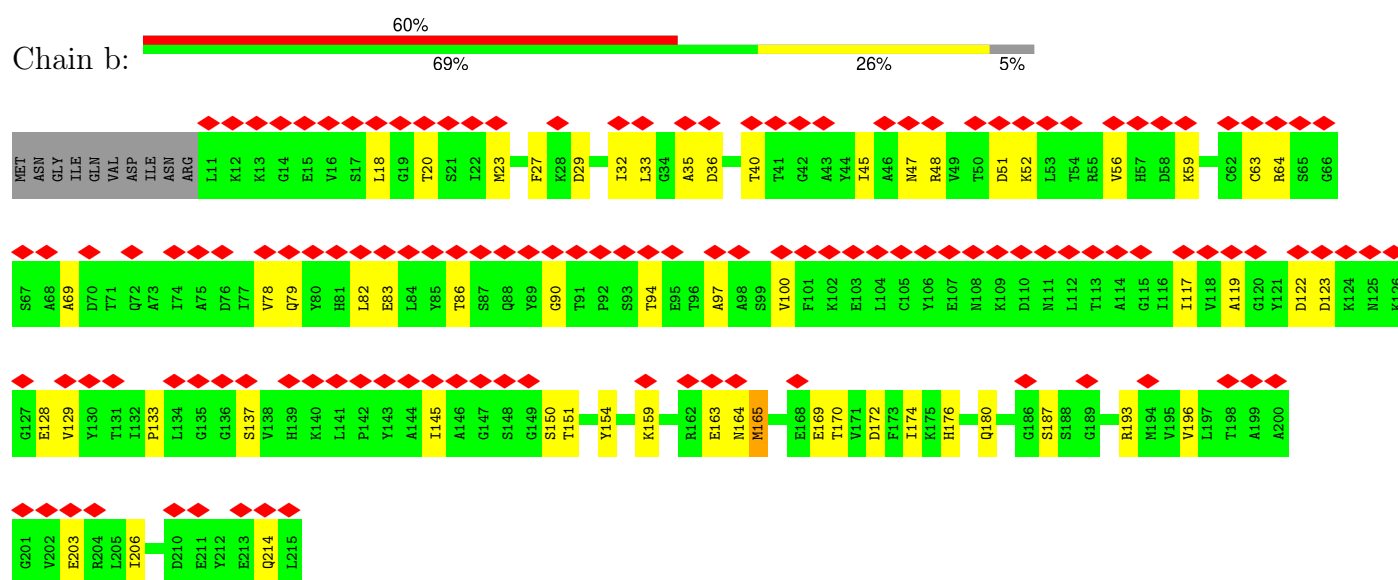 60%
Chain b:
69% 26% 5%
MET ASN GLY ILE GLN VAL ASP ILE ASN ARG L11 K12 K13 G14 E15 V16 S17 L18 G19 T20 S21 I22 M23 F27 K28 D29 I32 L33 G34 A35 D36 T40 T41 G42 A43 Y44 I45 A46 N47 R48 V49 T50 D51 K52 L53 T54 R55 V56 H57 D58 K59 C62 C63 R64 S65 G66
S67 A68 A69 D70 T71 Q72 A73 I74 A75 D76 I77 V78 Q79 Y80 H81 L82 E83 L84 Y85 T86 S87 Q88 Y89 G90 T91 P92 S93 T94 E95 T96 A97 A98 S99 V100 F101 K102 E103 L104 C105 Y106 E107 N108 K109 D110 N111 L112 T113 A114 G115 I116 I117 V118 A119 G120 Y121 D122 D123 K124 N125 K126
G127 E128 V129 Y130 T131 I132 P133 L134 G135 G136 S137 V138 H139 K140 L141 P142 Y143 A144 I145 A146 G147 S148 G149 S150 T151 Y154 K159 R162 E163 N164 M165 E168 E169 T170 V171 D172 F173 I174 K175 H176 Q180 G186 S187 S188 G189 R193 M194 V195 V196 L197 T198 A199 A200
G201 V202 E203 R204 L205 I206 D210 E211 Y212 E213 Q214 L215